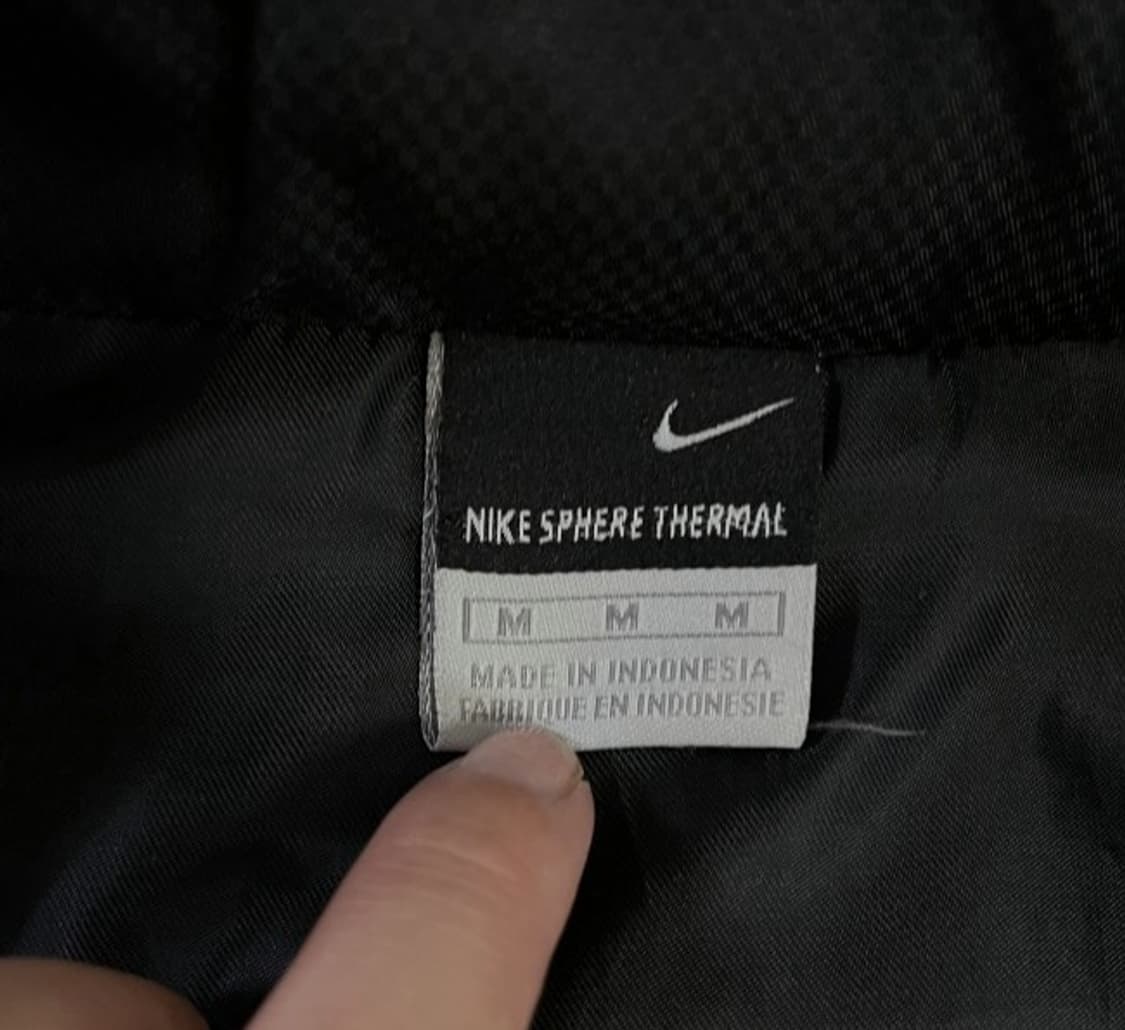 NIKE SPHERE THERMAL
M M M
MADE IN INDONESIA
FABRIQUE EN INDONESIE